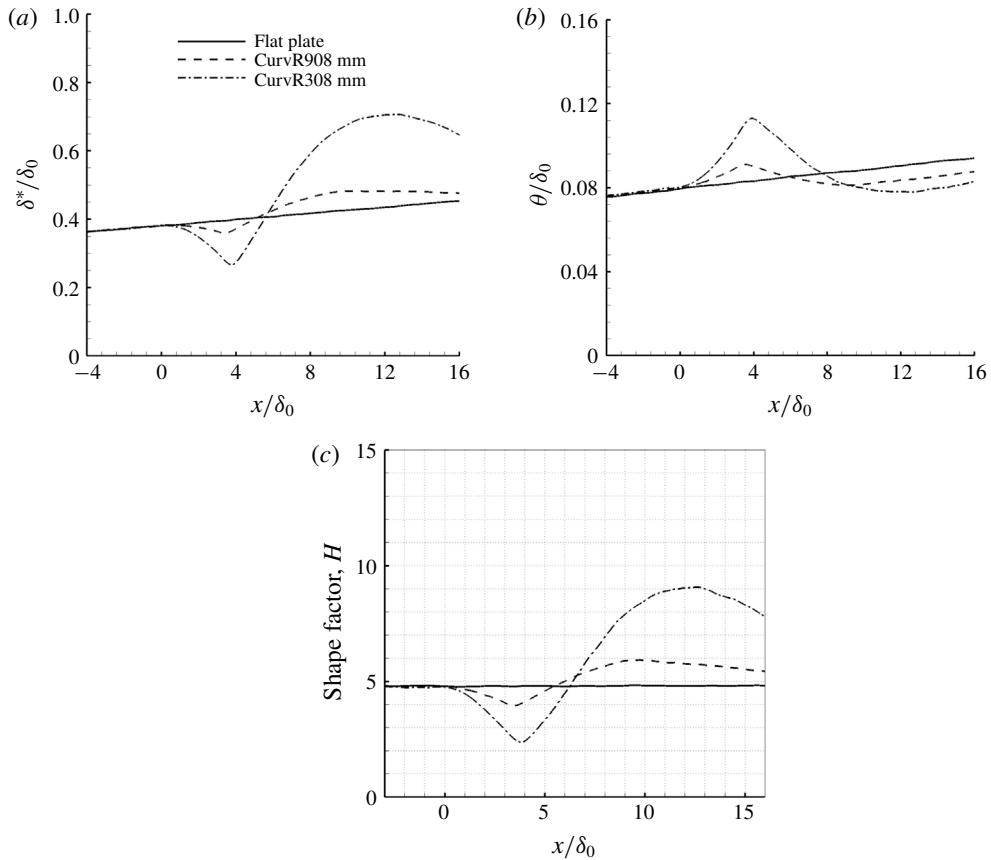 (a)
1.0
0.8
0.6
0.4
0.2
0
δ*/δ0
Flat plate
CurvR908 mm
CurvR308 mm
−4 0 4 8 12 16
x/δ0
(b)
0.16
0.12
0.08
0.04
0
θ/δ0
−4 0 4 8 12 16
x/δ0
(c)
15
10
5
0
Shape factor, H
0 5 10 15
x/δ0